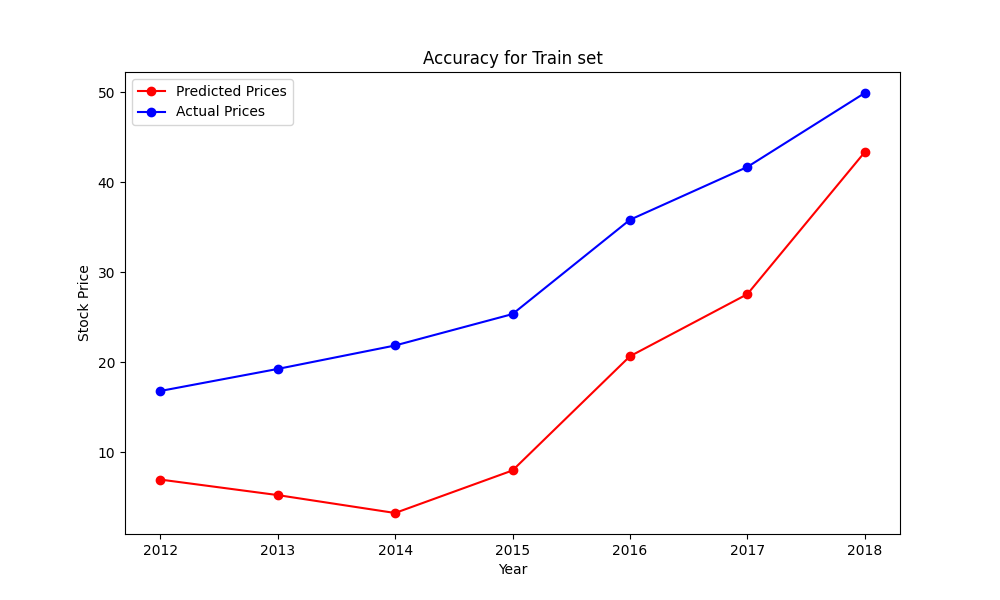 Accuracy for Train set
Predicted Prices
Actual Prices
Stock Price
50
40
30
20
10
2012 2013 2014 2015 2016 2017 2018
Year